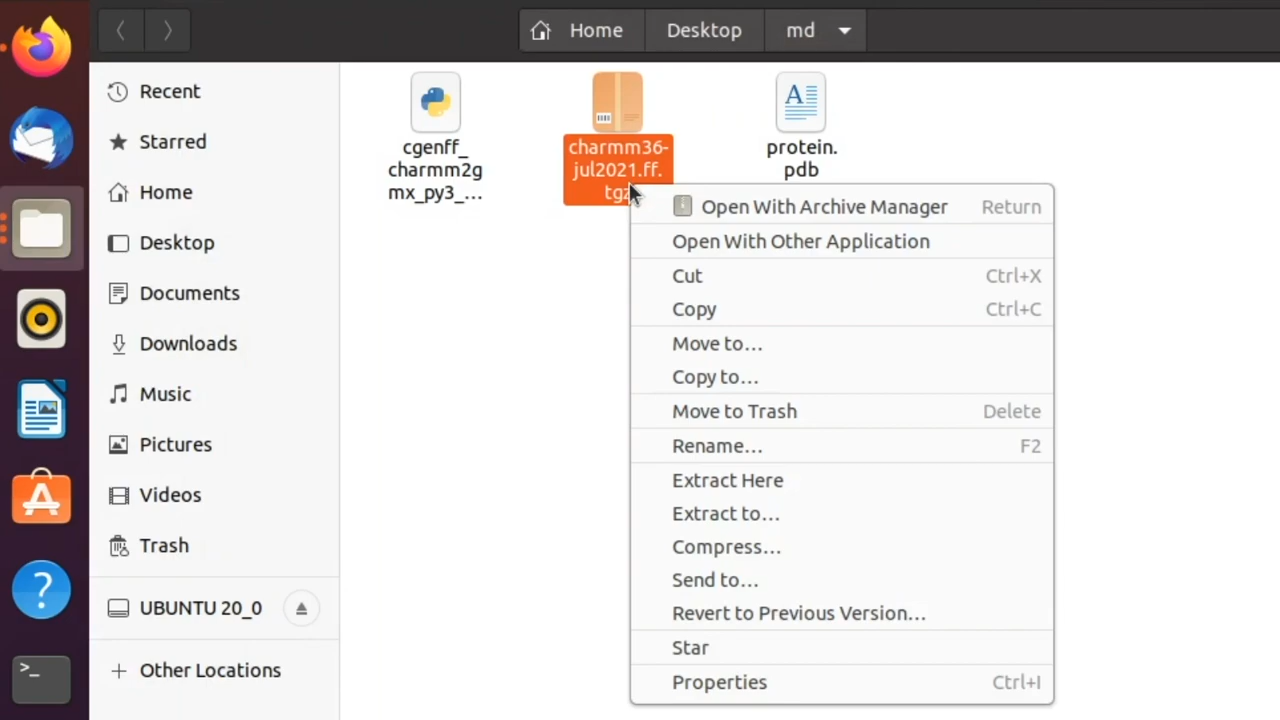 Home Desktop md
Recent
Starred
Home
Desktop
Documents
Downloads
Music
Pictures
Videos
Trash
UBUNTU 20_0
Other Locations
cgenff_
charmm2g
mx_py3_…
charmm36-
jul2021.ff.
tgz
protein.
pdb
Open With Archive Manager Return
Open With Other Application
Cut Ctrl+X
Copy Ctrl+C
Move to…
Copy to…
Move to Trash Delete
Rename… F2
Extract Here
Extract to…
Compress…
Send to…
Revert to Previous Version…
Star
Properties Ctrl+I